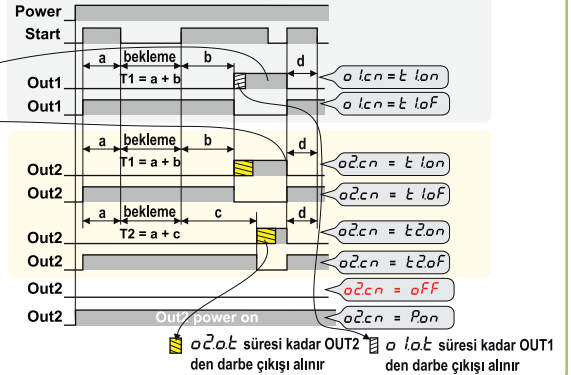 Power
Start
a bekleme b d
T1 = a + b
Out1
o1.cn = t1.on
Out1
o1.cn = t1.oF
a bekleme b d
T1 = a + b
Out2
o2.cn = t1.on
Out2
o2.cn = t1.oF
a bekleme c d
T2 = a + c
Out2
o2.cn = t2.on
Out2
o2.cn = t2.oF
Out2
o2.cn = oFF
Out2
Out2 power on
o2.cn = P.on
o2.o.t süresi kadar OUT2
den darbe çıkışı alınır
o1.o.t süresi kadar OUT1
den darbe çıkışı alınır